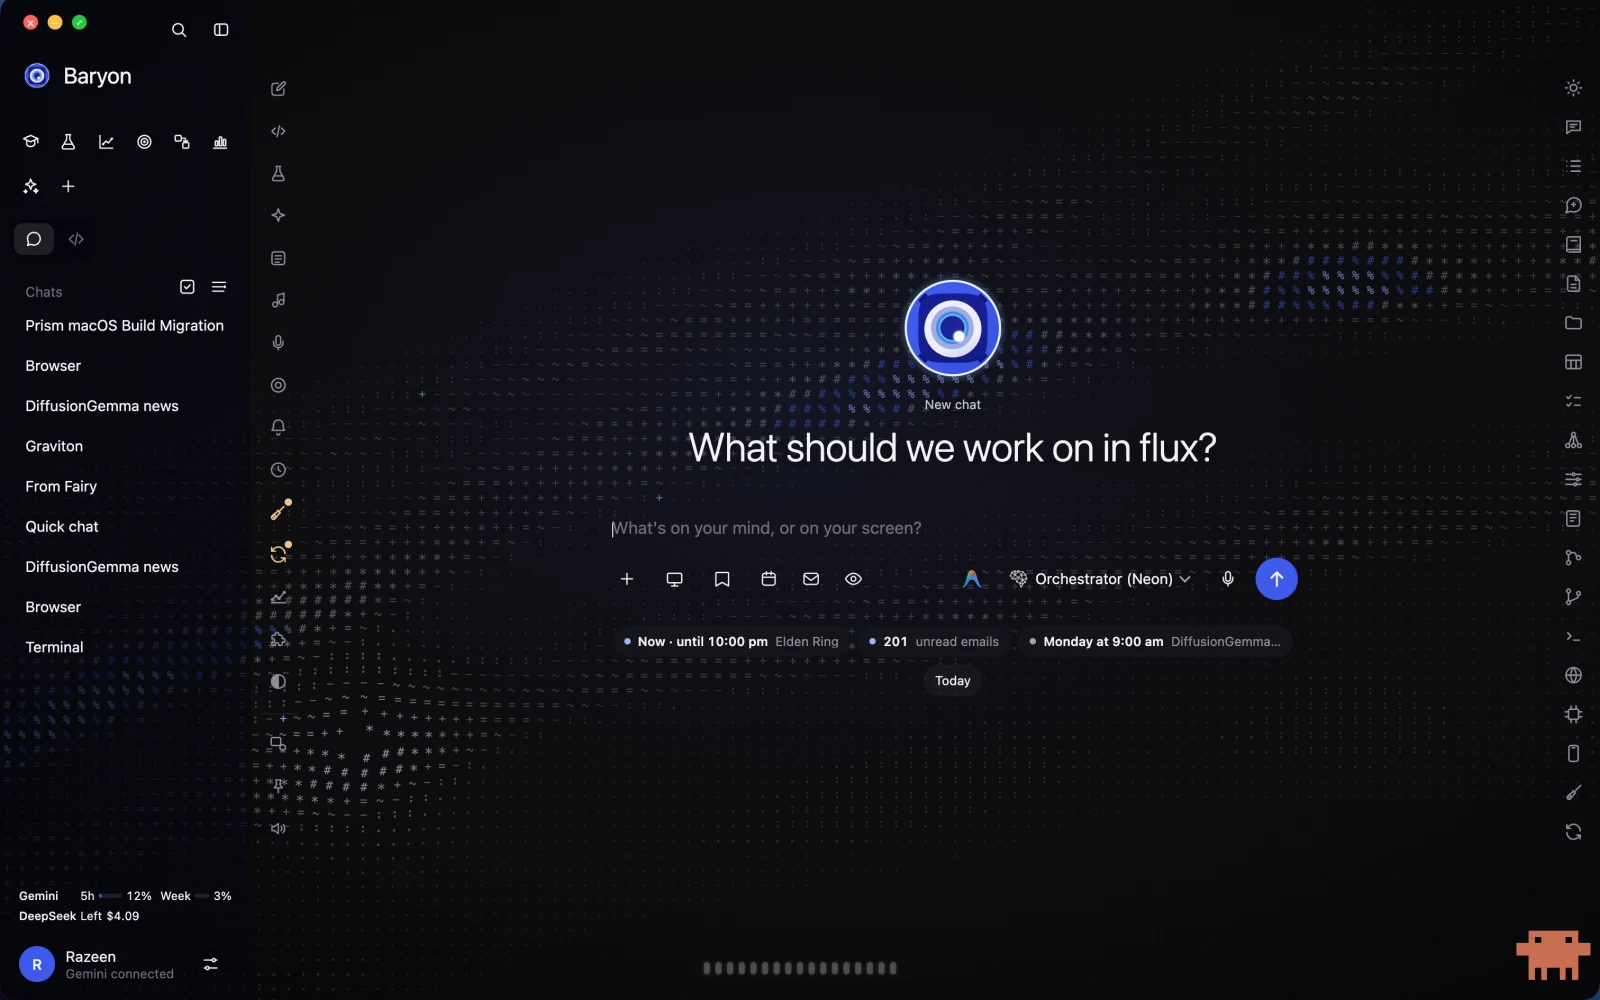 Baryon
Chats
Prism macOS Build Migration
Browser
DiffusionGemma news
Graviton
From Fairy
Quick chat
DiffusionGemma news
Browser
Terminal
Gemini 5h 12% Week 3%
DeepSeek Left $4.09
R
Razeen
Gemini connected
New chat
What should we work on in flux?
What's on your mind, or on your screen?
Orchestrator (Neon)
Now · until 10:00 pm Elden Ring
201 unread emails
Monday at 9:00 am DiffusionGemma...
Today